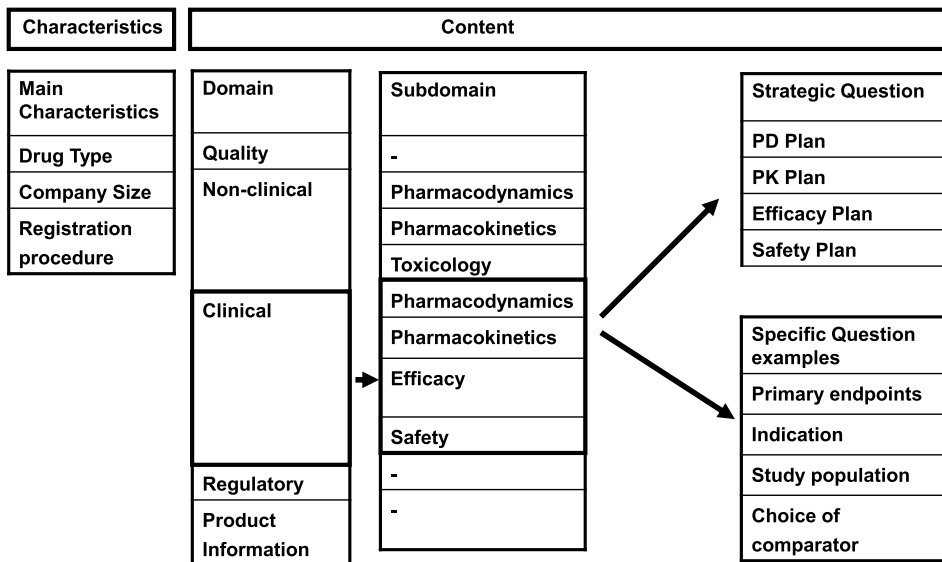 Characteristics
Content
Main
Characteristics
Drug Type
Company Size
Registration
procedure
Domain
Quality
Non-clinical
Clinical
Regulatory
Product
Information
Subdomain
-
Pharmacodynamics
Pharmacokinetics
Toxicology
Pharmacodynamics
Pharmacokinetics
Efficacy
Safety
-
-
Strategic Question
PD Plan
PK Plan
Efficacy Plan
Safety Plan
Specific Question
examples
Primary endpoints
Indication
Study population
Choice of
comparator